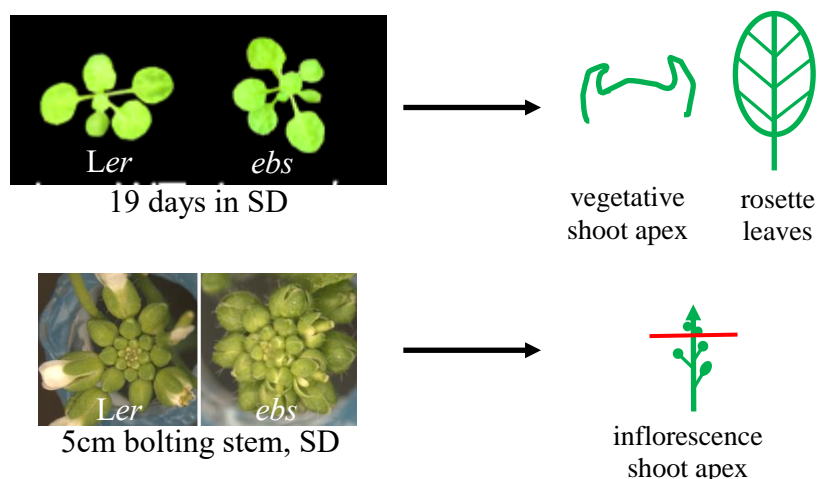 Ler
ebs
19 days in SD
vegetative
shoot apex
rosette
leaves
Ler
ebs
5cm bolting stem, SD
inflorescence
shoot apex